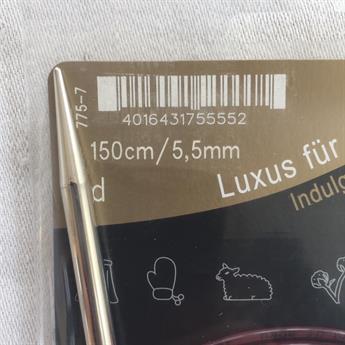 775-7
4016431755552
150cm/5,5mm
d
Luxus für
Indulg